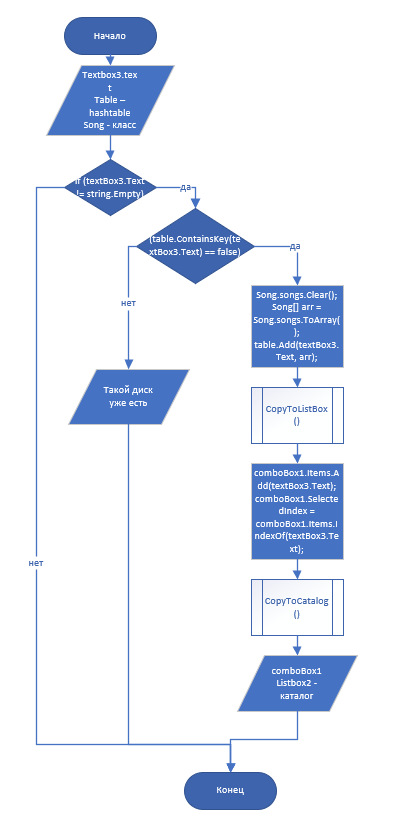 Начало
Textbox3.tex
t
Table –
hashtable
Song - класс
if (textBox3.Text
!= string.Empty)
да
(table.ContainsKey(te
xtBox3.Text) == false)
да
нет
Song.songs.Clear();
Song[] arr =
Song.songs.ToArray(
);
table.Add(textBox3.
Text, arr);
Такой диск
уже есть
CopyToListBox
()
comboBox1.Items.A
dd(textBox3.Text);
comboBox1.Selecte
dIndex =
comboBox1.Items.I
ndexOf(textBox3.Te
xt);
нет
CopyToCatalog
()
comboBox1
Listbox2 -
каталог
Конец